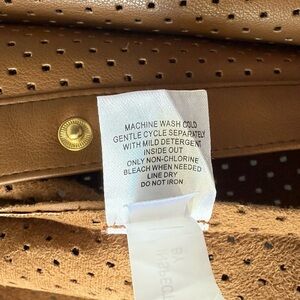 MACHINE WASH COLD
GENTLE CYCLE SEPARATELY
WITH MILD DETERGENT
INSIDE OUT
ONLY NON-CHLORINE
BLEACH WHEN NEEDED
LINE DRY
DO NOT IRON